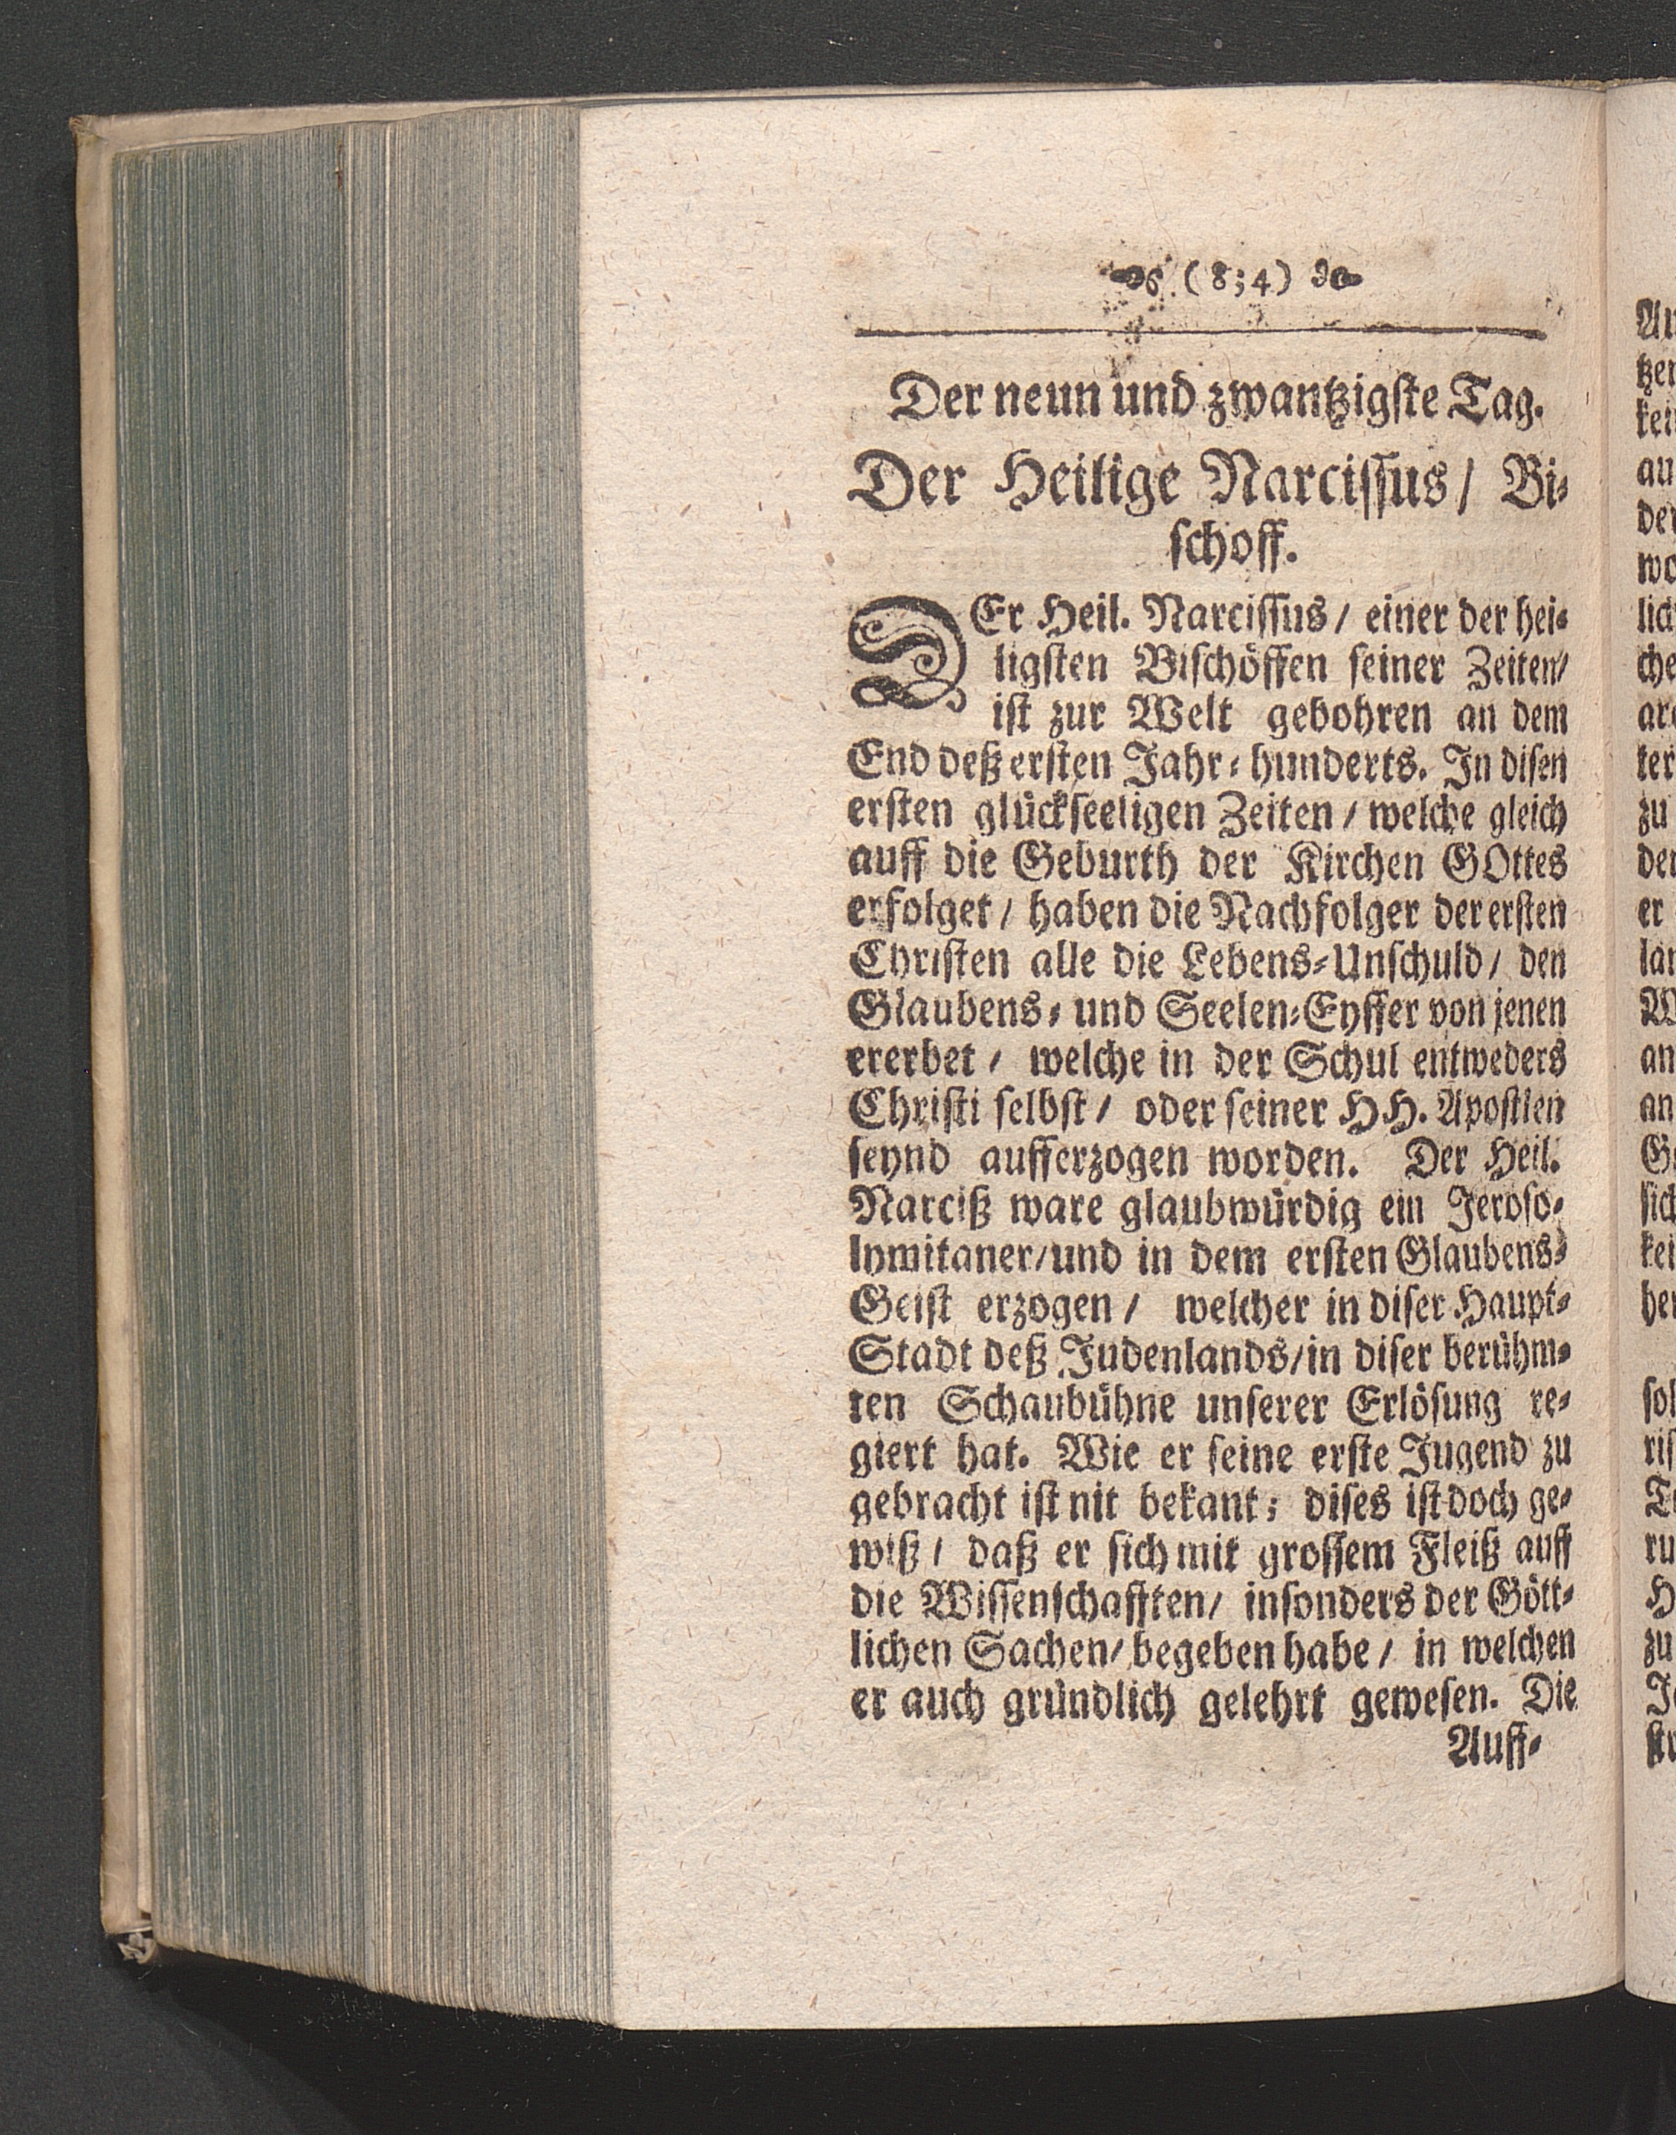 (8;4)
Der neun und zwantzigste Tag.
Der Heilige Narcissus / Bi-
schoff.
DEr Heil. Narcissus / einer der hei-
ligsten Bischöffen seiner Zeiten/
ist zur Welt gebohren an dem
End deß ersten Jahr-hunderts. In disen
ersten glückseeligen Zeiten / welche gleich
auff die Geburth der Kirchen GOttes
erfolget / haben die Nachfolger der ersten
Christen alle die Lebens-Unschuld / den
Glaubens- und Seelen-Eyffer von jenen
ererbet / welche in der Schul entweders
Christi selbst / oder seiner HH. Apostlen
seynd aufferzogen worden. Der Heil.
Narciß ware glaubwürdig ein Jeroso-
lymitaner/und in dem ersten Glaubens-
Geist erzogen / welcher in diser Haupt-
Stadt deß Judenlands/in diser berühm-
ten Schaubühne unserer Erlösung re-
giert hat. Wie er seine erste Jugend zu
gebracht ist nit bekant; dises ist doch ge-
wiß / daß er sich mit grossem Fleiß auff
die Wissenschafften/ insonders der Gött-
lichen Sachen/ begeben habe / in welchen
er auch gründlich gelehrt gewesen. Die
Auff-